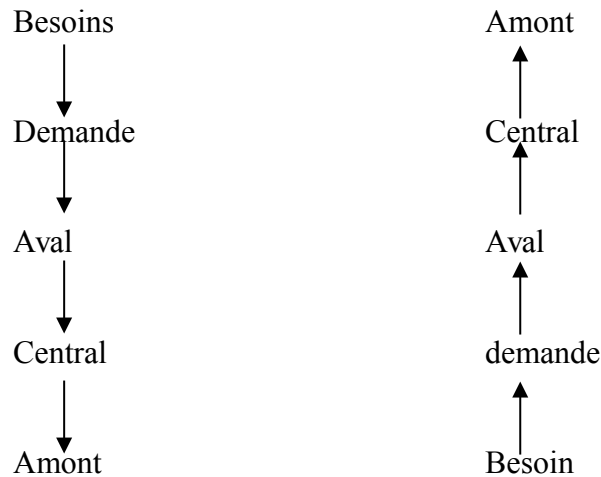 Besoins
Demande
Aval
Central
Amont
Amont
Central
Aval
demande
Besoin